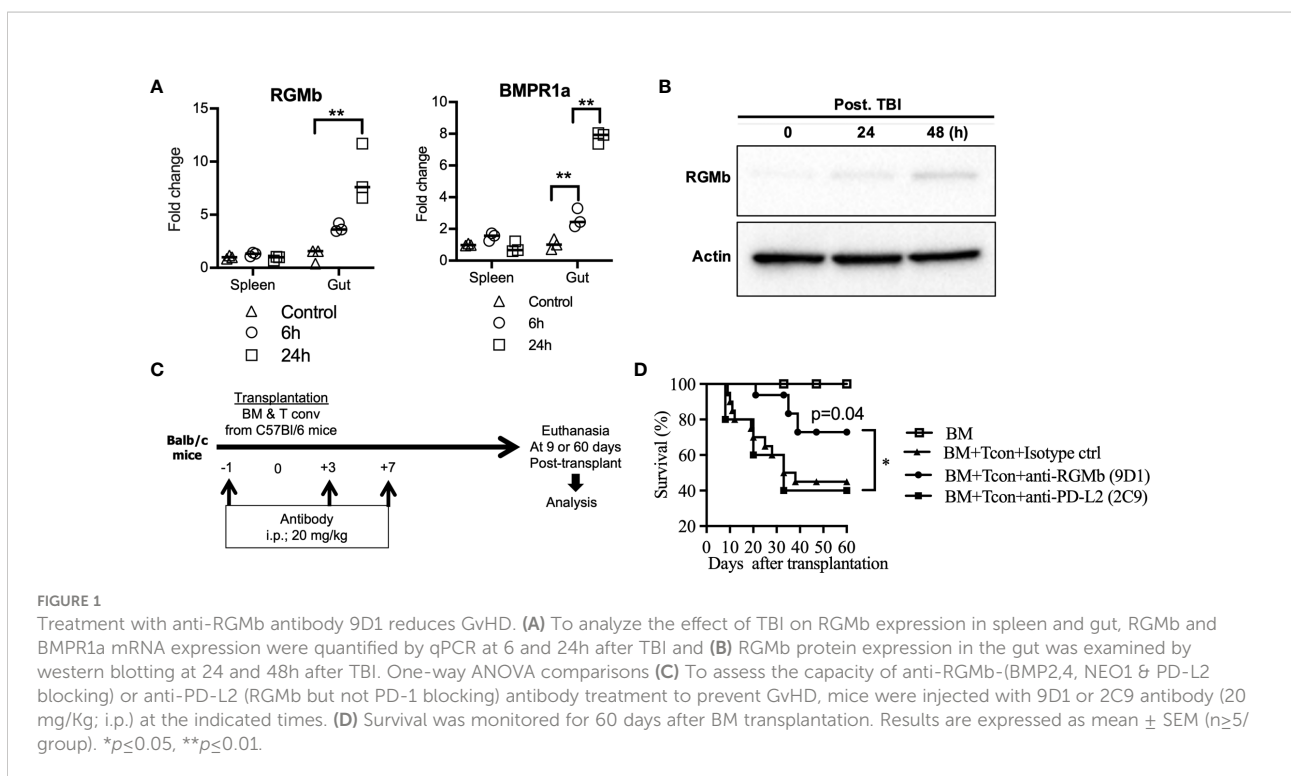 A
RGMb
Fold change
15
10
5
0
**
Spleen Gut
Control
6h
24h
BMPR1a
Fold change
10
8
6
4
2
0
**
**
Spleen Gut
Control
6h
24h
B
Post. TBI
0 24 48 (h)
RGMb
Actin
C
Transplantation
BM & T conv
from C57Bl/6 mice
Balb/c
mice
-1 0 +3 +7
Antibody
i.p.; 20 mg/kg
Euthanasia
At 9 or 60 days
Post-transplant
Analysis
D
Survival (%)
100
80
60
40
20
p=0.04
*
0 10 20 30 40 50 60
Days after transplantation
BM
BM+Tcon+Isotype ctrl
BM+Tcon+anti-RGMb (9D1)
BM+Tcon+anti-PD-L2 (2C9)
FIGURE 1
Treatment with anti-RGMb antibody 9D1 reduces GvHD. (A) To analyze the effect of TBI on RGMb expression in spleen and gut, RGMb and
BMPR1a mRNA expression were quantified by qPCR at 6 and 24h after TBI and (B) RGMb protein expression in the gut was examined by
western blotting at 24 and 48h after TBI. One-way ANOVA comparisons (C) To assess the capacity of anti-RGMb-(BMP2,4, NEO1 & PD-L2
blocking) or anti-PD-L2 (RGMb but not PD-1 blocking) antibody treatment to prevent GvHD, mice were injected with 9D1 or 2C9 antibody (20
mg/Kg; i.p.) at the indicated times. (D) Survival was monitored for 60 days after BM transplantation. Results are expressed as mean ± SEM (n≥5/
group). *p≤0.05, **p≤0.01.